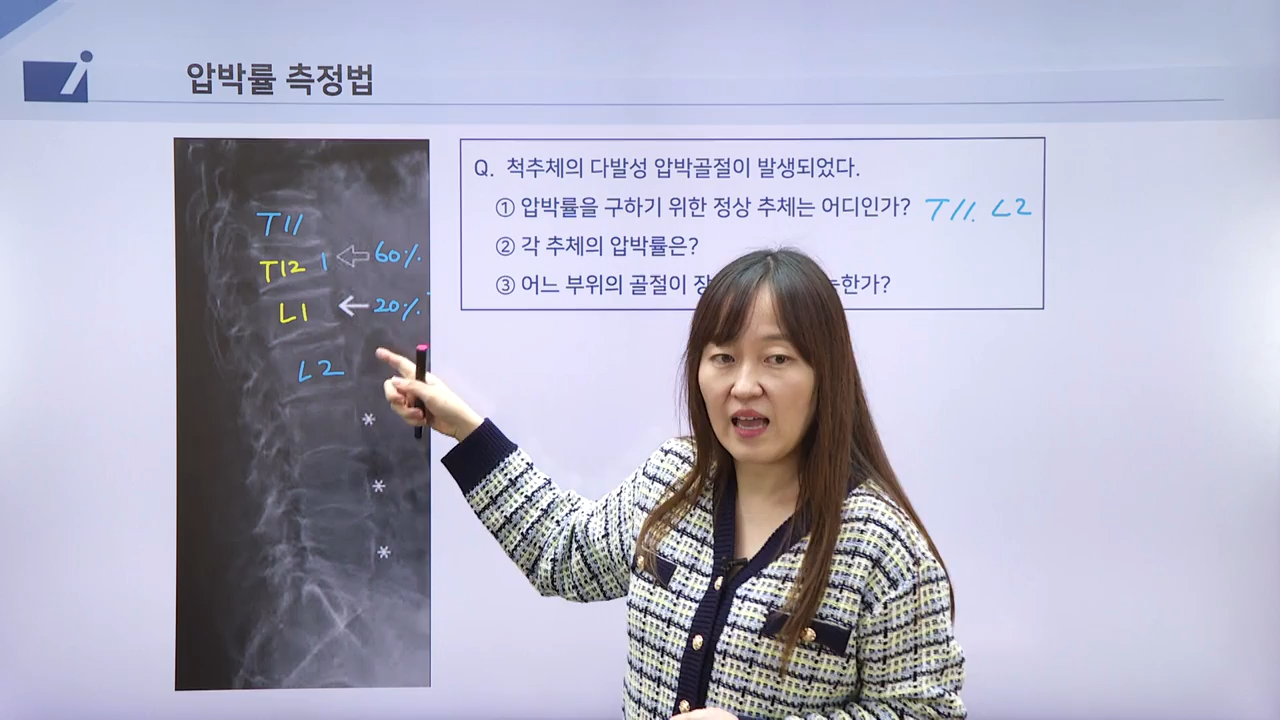 압박률 측정법
Q. 척추체의 다발성 압박골절이 발생되었다.
① 압박률을 구하기 위한 정상 추체는 어디인가? T11. L2
② 각 추체의 압박률은?
③ 어느 부위의 골절이 한가?
T11
T12 60%.
L1 20%.
L2
*
*
*